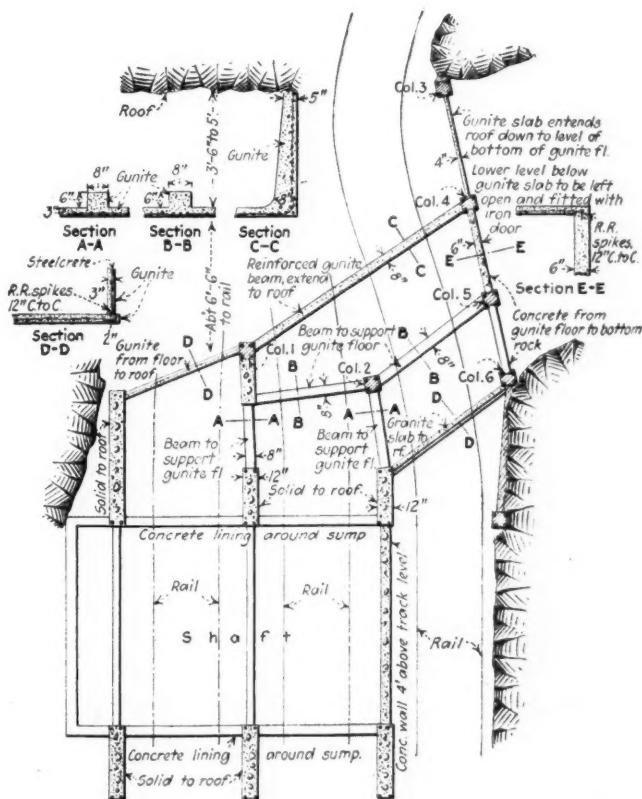 Roof
5"
3'-6" to 5'
Gunite
8"
8"
6"
Gunite
6"
3"
8"
Section
A-A
Section
B-B
Section
C-C
Steelcrete
Gunite
R.R. spikes,
12" C. to C.
3"
2"
Section
D-D
Abt 6'-6"
to rail
Col. 3
Gunite slab entends
roof down to level of
bottom of gunite fl.
4"
Lower level below
gunite slab to be left
open and fitted with
iron
door
Col. 4
R.R.
spikes,
12" C. to C.
6"
Section E-E
C
C
8"
6"
E
E
Reinforced gunite
beam, extend
to roof
Col. 5
Concrete from
gunite floor to bottom
rock
Gunite
from floor
to roof
D
D
Col. 1
Beam to support
gunite floor
B
B
8"
Col. 2
B
B
8"
Col. 6
D
D
A
A
A
A
Beam to
support
gunite fl.
8"
12"
Beam to
support
gunite fl.
Granite
slab to
rf.
Solid to roof
Solid to roof
12"
Concrete lining around sump
Rail
Rail
Shaft
Conc. wall 4' above track level
Rail
Concrete lining around sump.
Solid to roof